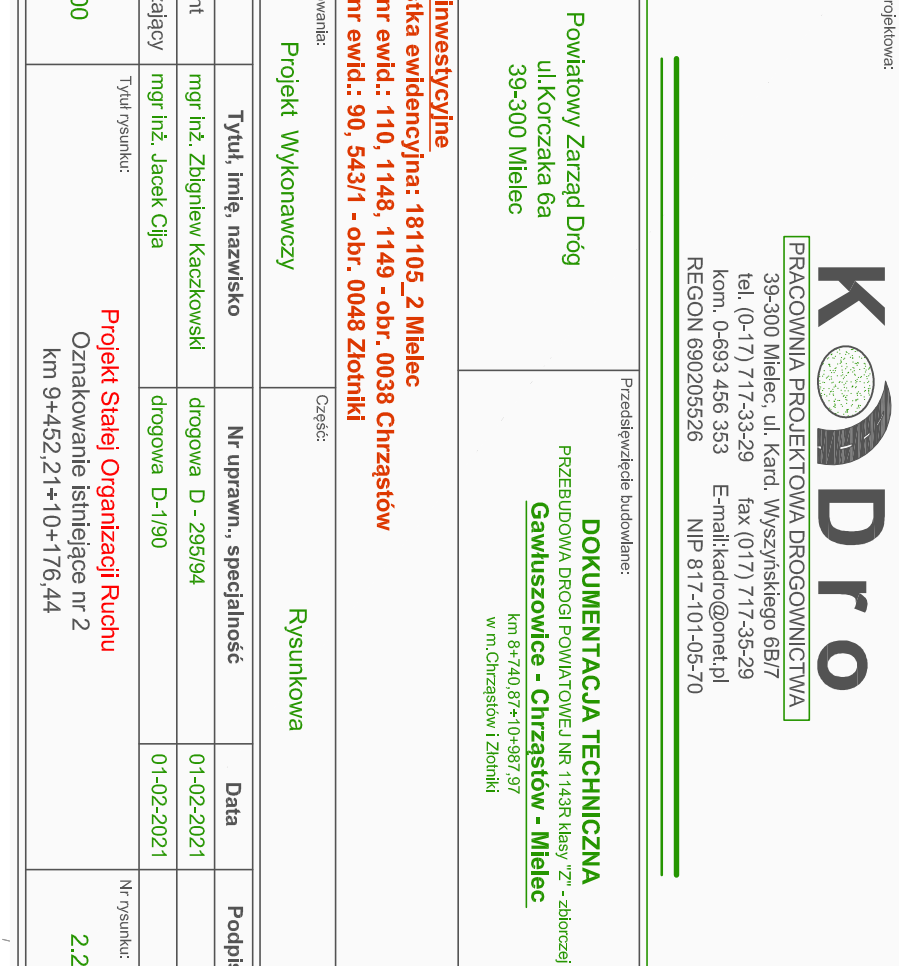 rojektowa:
K Dro
PRACOWNIA PROJEKTOWA DROGOWNICTWA
39-300 Mielec, ul. Kard. Wyszyńskiego 6B/7
tel. (0-17) 717-33-29 fax (017) 717-35-29
kom. 0-693 456 353 E-mail:kadro@onet.pl
REGON 690205526 NIP 817-101-05-70
Powiatowy Zarząd Dróg
ul.Korczaka 6a
39-300 Mielec
Przedsięwzięcie budowlane:
DOKUMENTACJA TECHNICZNA
PRZEBUDOWA DROGI POWIATOWEJ NR 1143R klasy "Z" - zbiorczej
Gawłuszowice - Chrząstów - Mielec
km 8+740,87÷10+987,97
w m.Chrząstów i Złotniki
inwestycyjne
tka ewidencyjna: 181105_2 Mielec
nr ewid.: 110, 1148, 1149 - obr. 0038 Chrząstów
nr ewid.: 90, 543/1 - obr. 0048 Złotniki
owania:
Projekt Wykonawczy
Część:
Rysunkowa
Tytuł, imię, nazwisko Nr uprawn., specjalność Data Podpis
nt mgr inż. Zbigniew Kaczkowski drogowa D - 295/94 01-02-2021
zający mgr inż. Jacek Cija drogowa D-1/90 01-02-2021
Tytuł rysunku:
Projekt Stałej Organizacji Ruchu
Oznakowanie istniejące nr 2
km 9+452,21÷10+176,44
Nr rysunku:
2.2
00